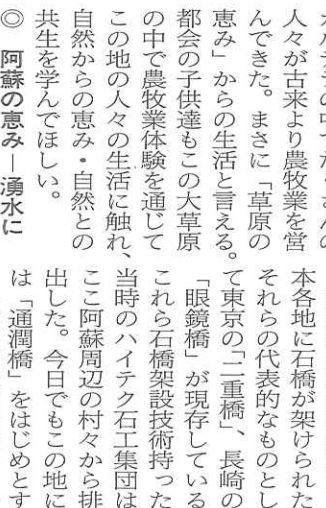 人々が古来より農牧業を営
んできた。まさに「草原の
恵み」からの生活と言える。
都会の子供達もこの大草原
の中で農牧業体験を通じて
この地の人々の生活に触れ、
自然からの恵み・自然との
共生を学んでほしい。
◎ 阿蘇の恵み―湧水に
本各地に石橋が架けられた
それらの代表的なものとし
て東京の「二重橋」、長崎の
「眼鏡橋」が現存している
これら石橋架設技術持った
当時のハイテク石工集団は
ここ阿蘇周辺の村々から排
出した。今日でもこの地に
は「通潤橋」をはじめとす